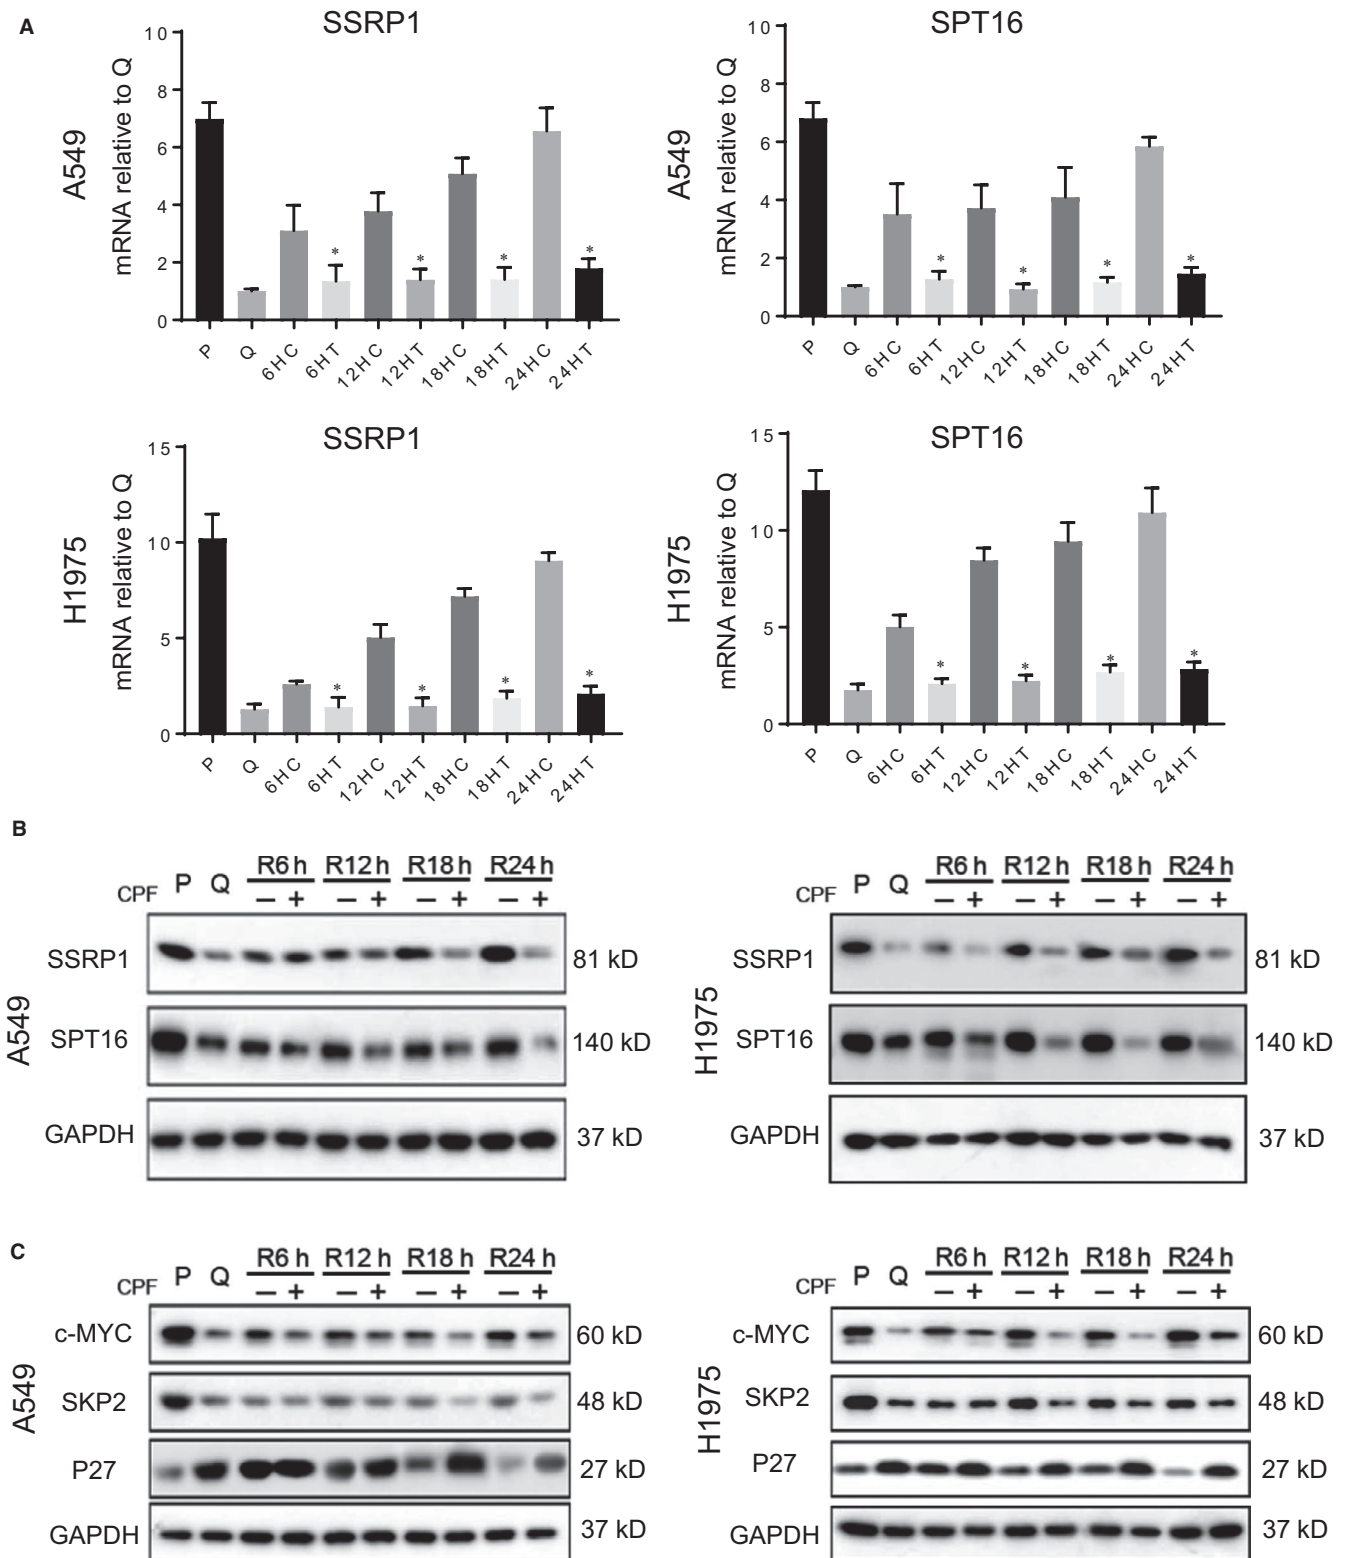 A
SSRP1
A549
mRNA relative to Q
10
8
6
4
2
0
*
*
*
*
P
Q
6HC
6HT
12HC
12HT
18HC
18HT
24HC
24HT
SPT16
A549
mRNA relative to Q
10
8
6
4
2
0
*
*
*
*
P
Q
6HC
6HT
12HC
12HT
18HC
18HT
24HC
24HT
SSRP1
H1975
mRNA relative to Q
15
10
5
0
*
*
*
*
P
Q
6HC
6HT
12HC
12HT
18HC
18HT
24HC
24HT
SPT16
H1975
mRNA relative to Q
15
10
5
0
*
*
*
*
P
Q
6HC
6HT
12HC
12HT
18HC
18HT
24HC
24HT
B
R6 h R12 h R18 h R24 h
CPF P Q – + – + – + – +
A549
SSRP1 81 kD
SPT16 140 kD
GAPDH 37 kD
R6 h R12 h R18 h R24 h
CPF P Q – + – + – + – +
H1975
SSRP1 81 kD
SPT16 140 kD
GAPDH 37 kD
C
R6 h R12 h R18 h R24 h
CPF P Q – + – + – + – +
A549
c-MYC 60 kD
SKP2 48 kD
P27 27 kD
GAPDH 37 kD
R6 h R12 h R18 h R24 h
CPF P Q – + – + – + – +
H1975
c-MYC 60 kD
SKP2 48 kD
P27 27 kD
GAPDH 37 kD